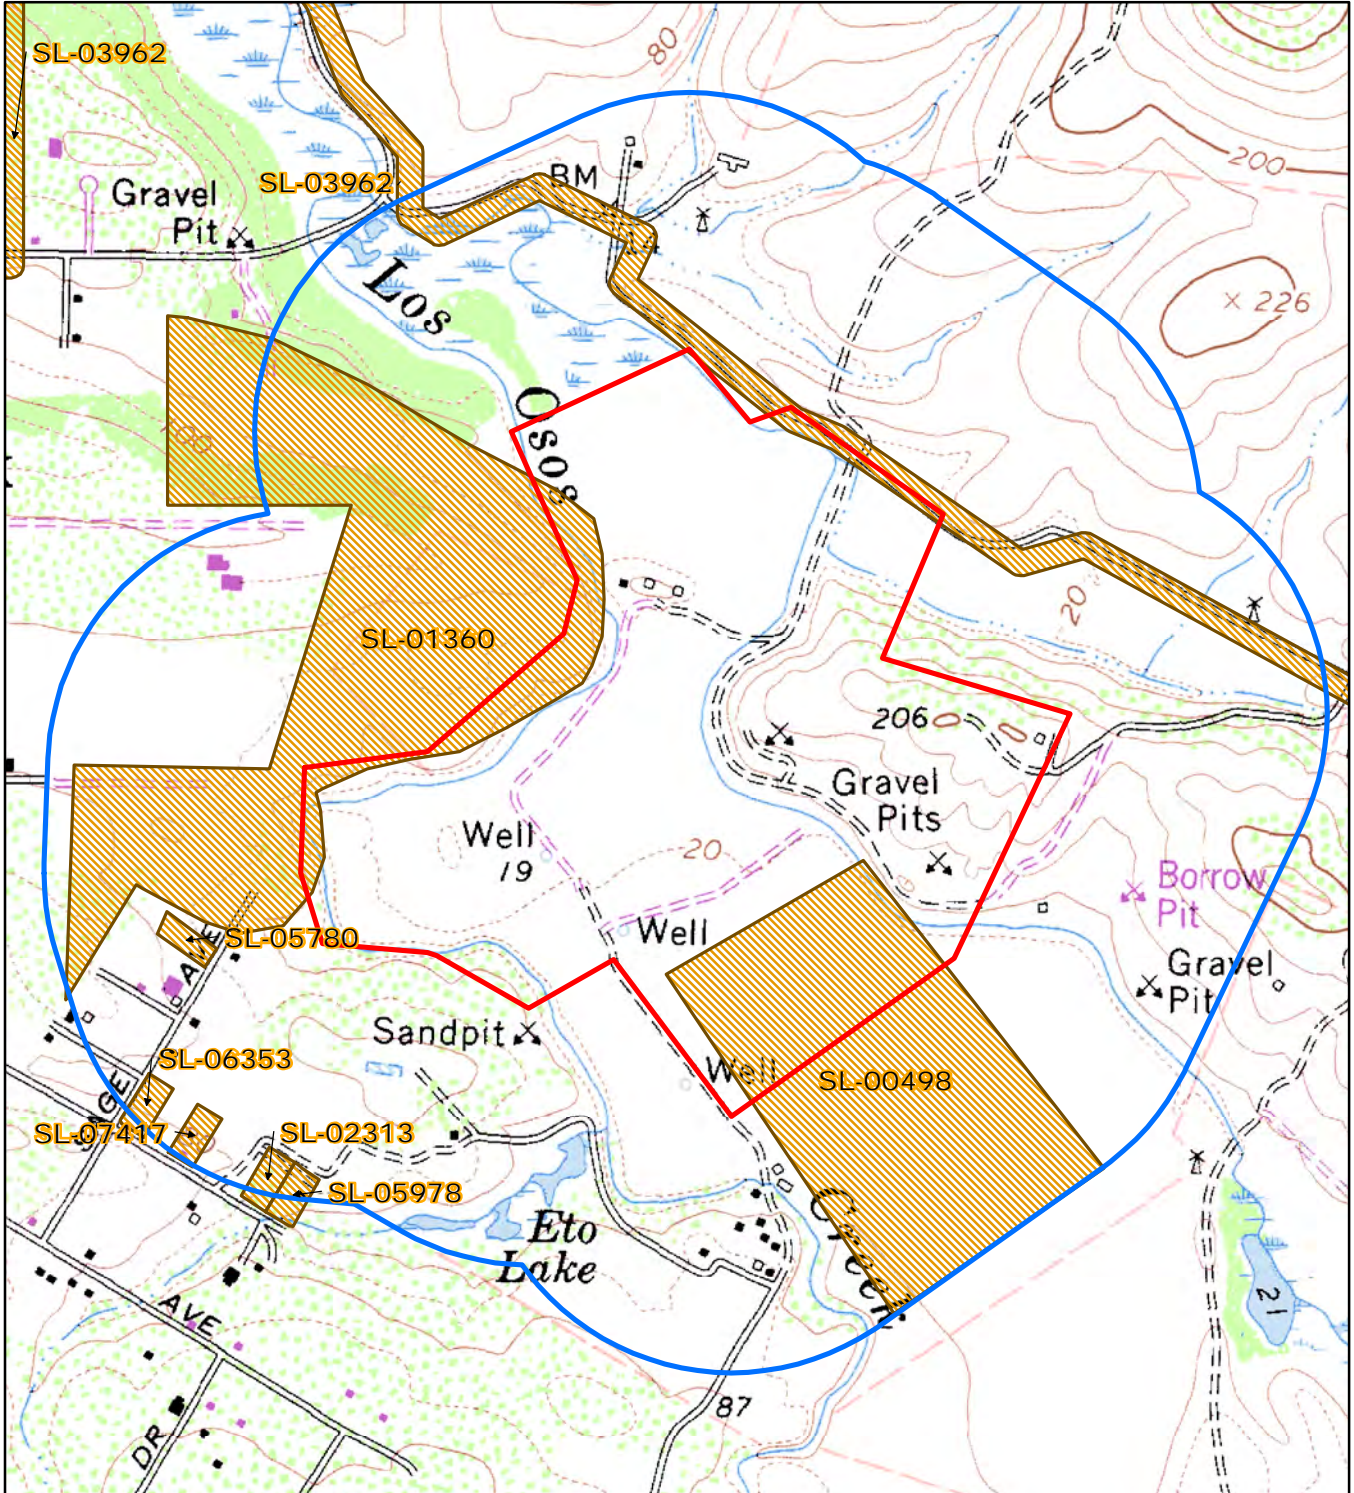 SL-03962
80
200
SL-03962
BM
Gravel
Pit
Los
× 226
Osos
20
SL-01360
206
Gravel
Pits
Well
19
20
Borrow
Pit
Well
AVE
SL-05780
Gravel
Pit
Sandpit
SL-06353
Well
SL-00498
SAGE
SL-07417
SL-02313
SL-05978
Creek
Eto
Lake
21
AVE
87
DR